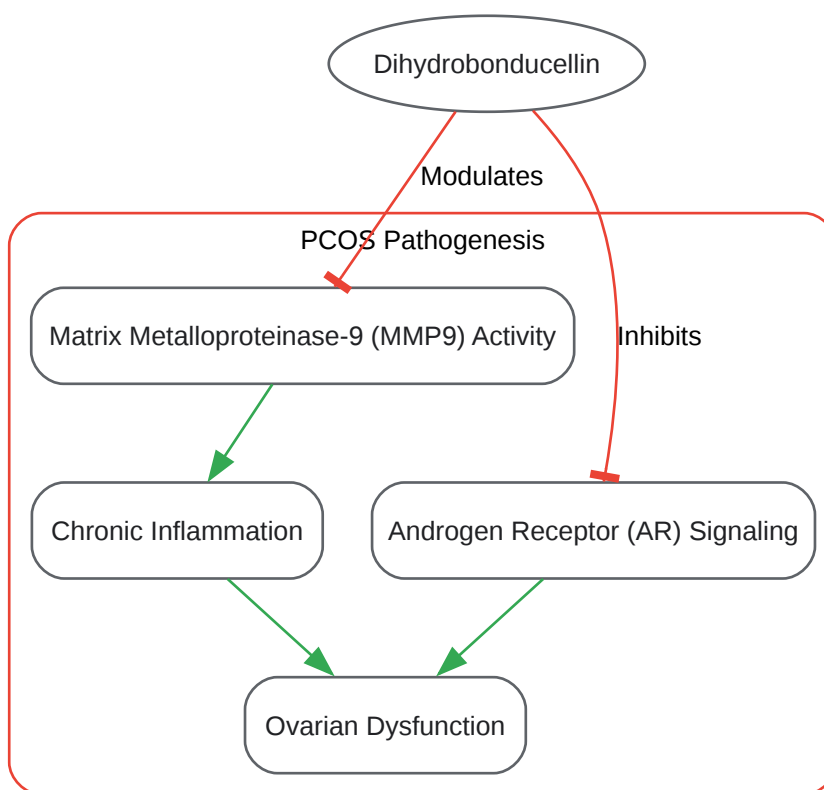 Dihydrobonducellin
Modulates
PCOS Pathogenesis
Matrix Metalloproteinase-9 (MMP9) Activity
Inhibits
Chronic Inflammation
Androgen Receptor (AR) Signaling
Ovarian Dysfunction